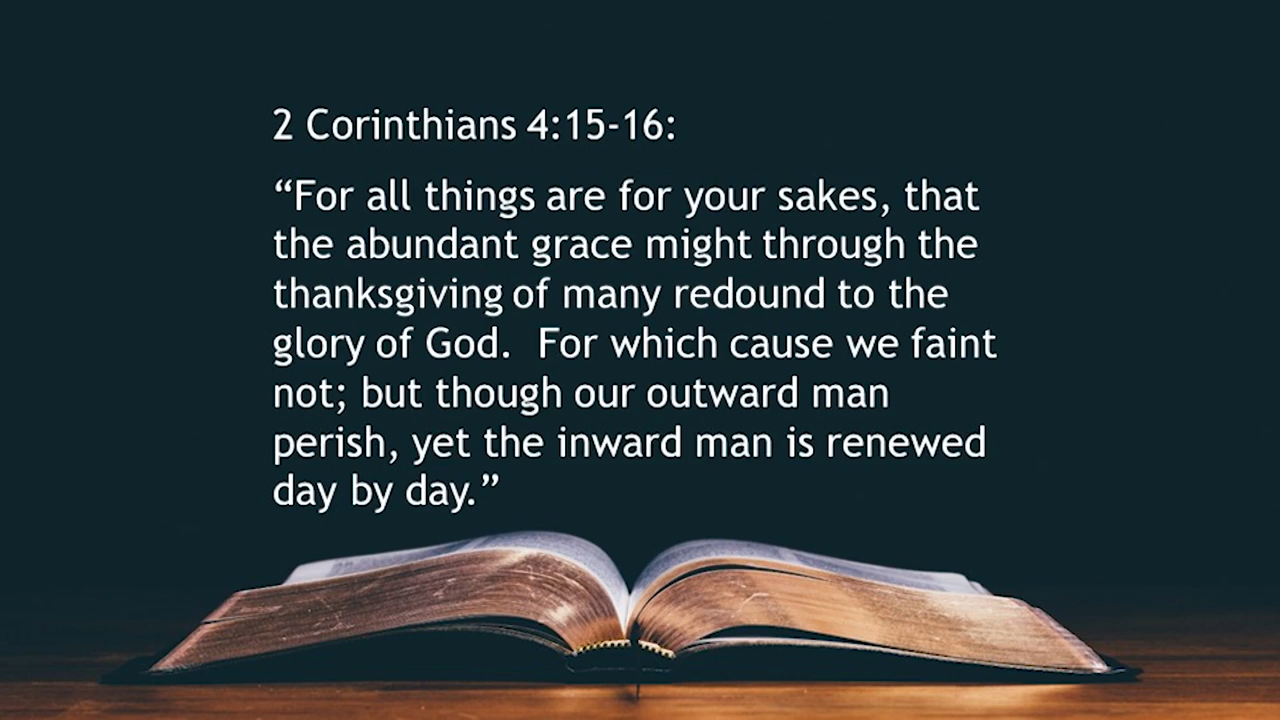 2 Corinthians 4:15-16:
“For all things are for your sakes, that
the abundant grace might through the
thanksgiving of many redound to the
glory of God.  For which cause we faint
not; but though our outward man
perish, yet the inward man is renewed
day by day.”